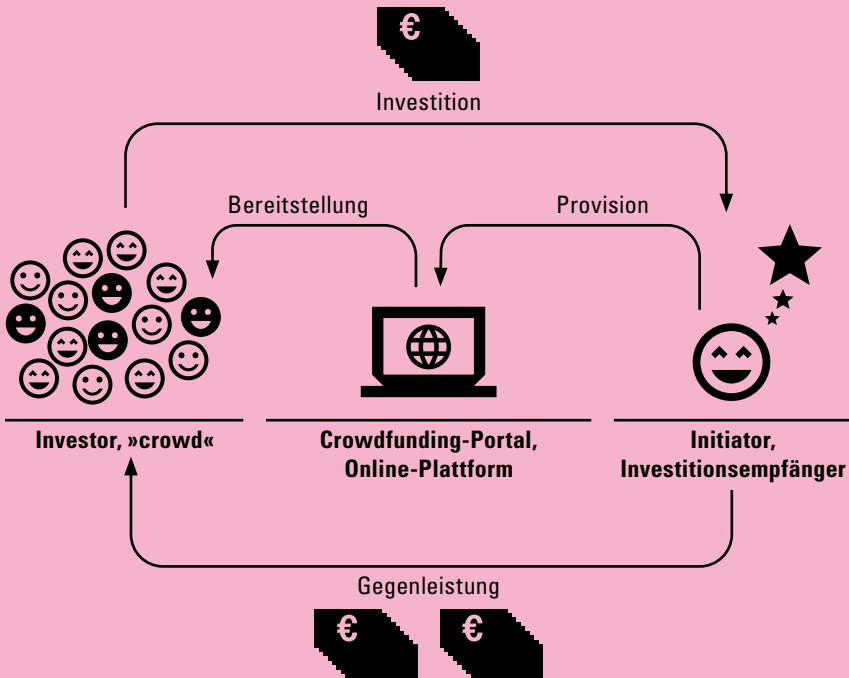 €
Investition
Bereitstellung
Provision
Investor, »crowd«
Crowdfunding-Portal,
Online-Plattform
Initiator,
Investitionsempfänger
Gegenleistung
€
€